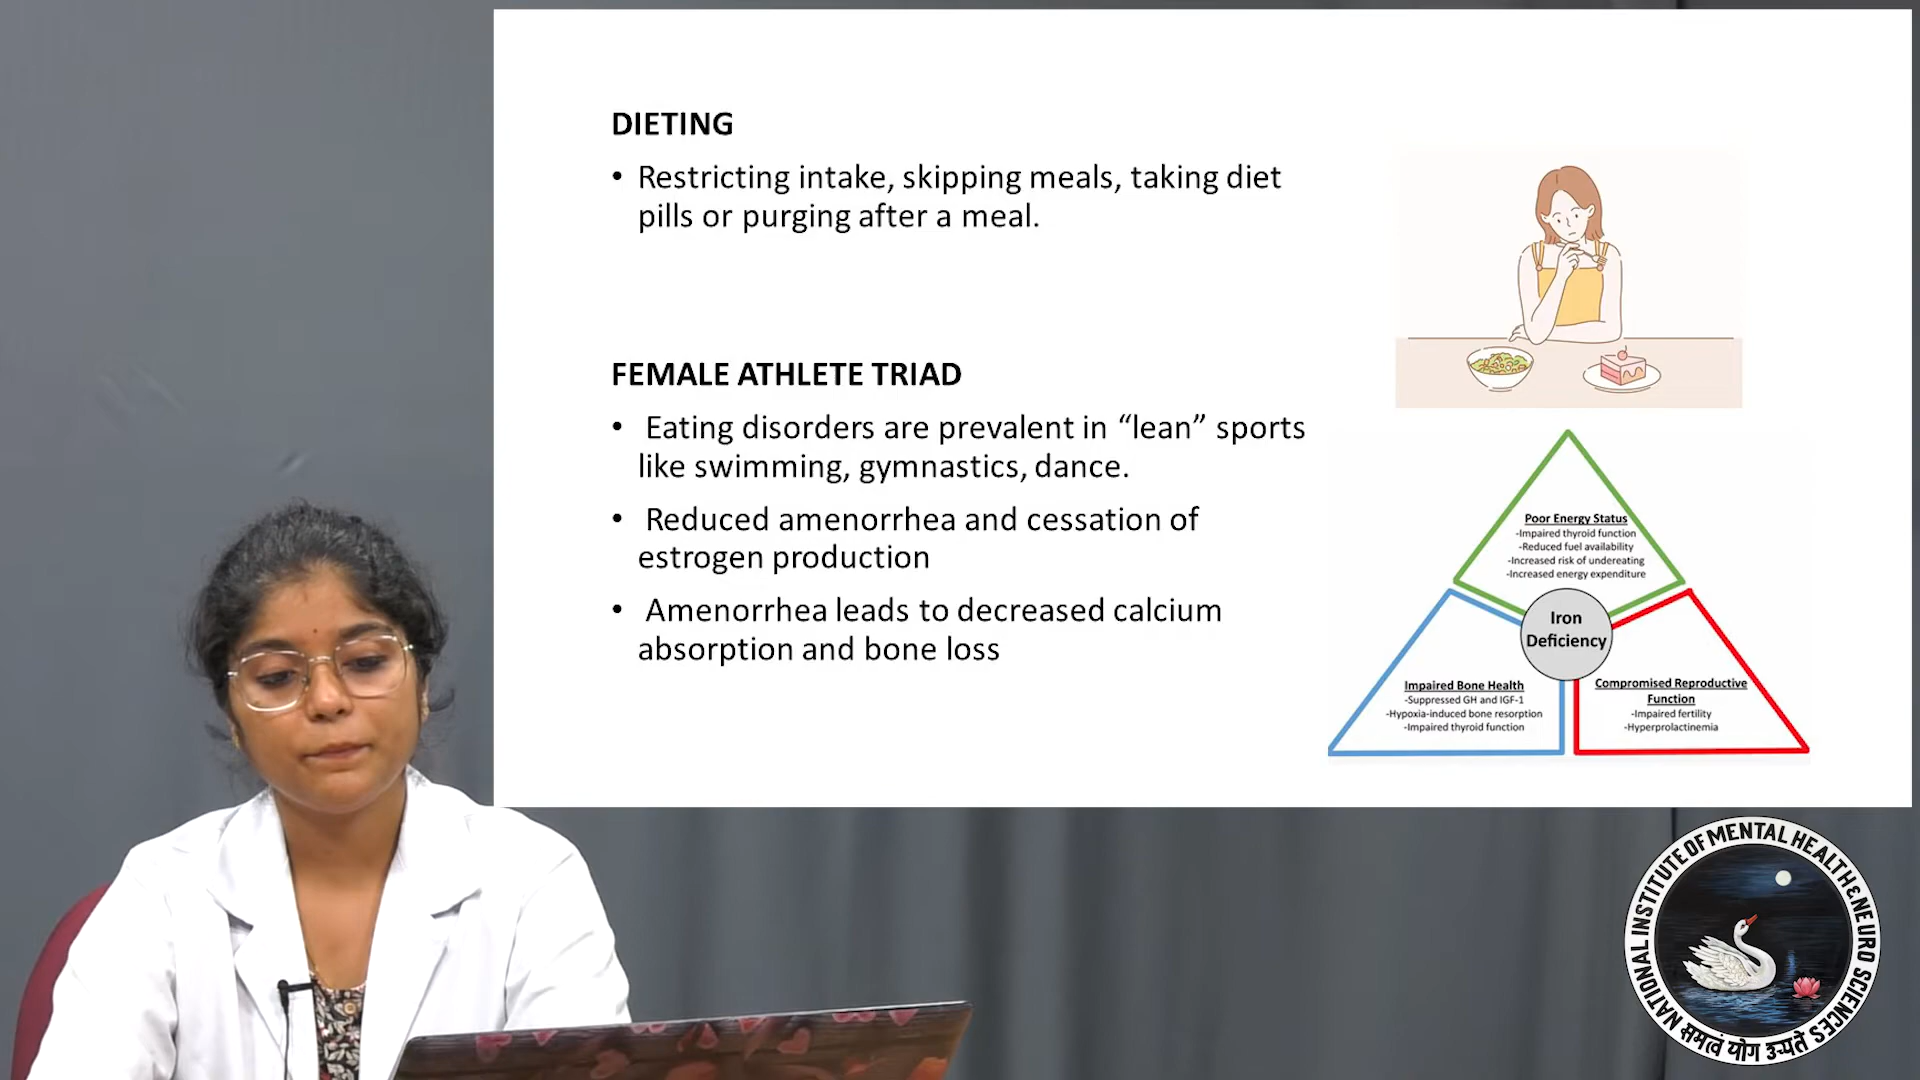 DIETING
• Restricting intake, skipping meals, taking diet
pills or purging after a meal.
FEMALE ATHLETE TRIAD
• Eating disorders are prevalent in “lean” sports
like swimming, gymnastics, dance.
• Reduced amenorrhea and cessation of
estrogen production
• Amenorrhea leads to decreased calcium
absorption and bone loss
Poor Energy Status
-Impaired thyroid function
-Reduced fuel availability
-Increased risk of undereating
-Increased energy expenditure
Iron
Deficiency
Impaired Bone Health
-Suppressed GH and IGF-1
-Hypoxia-induced bone resorption
-Impaired thyroid function
Compromised Reproductive
Function
-Impaired fertility
-Hyperprolactinemia
NATIONAL INSTITUTE OF MENTAL HEALTH & NEURO SCIENCES
समत्वं योग उच्यते